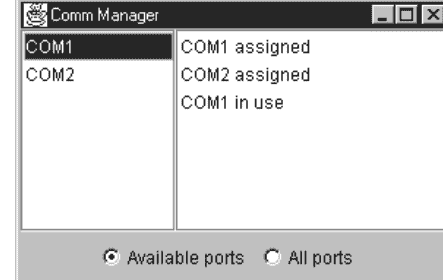 Comm Manager
COM1
COM2
COM1 assigned
COM2 assigned
COM1 in use
Available ports
All ports